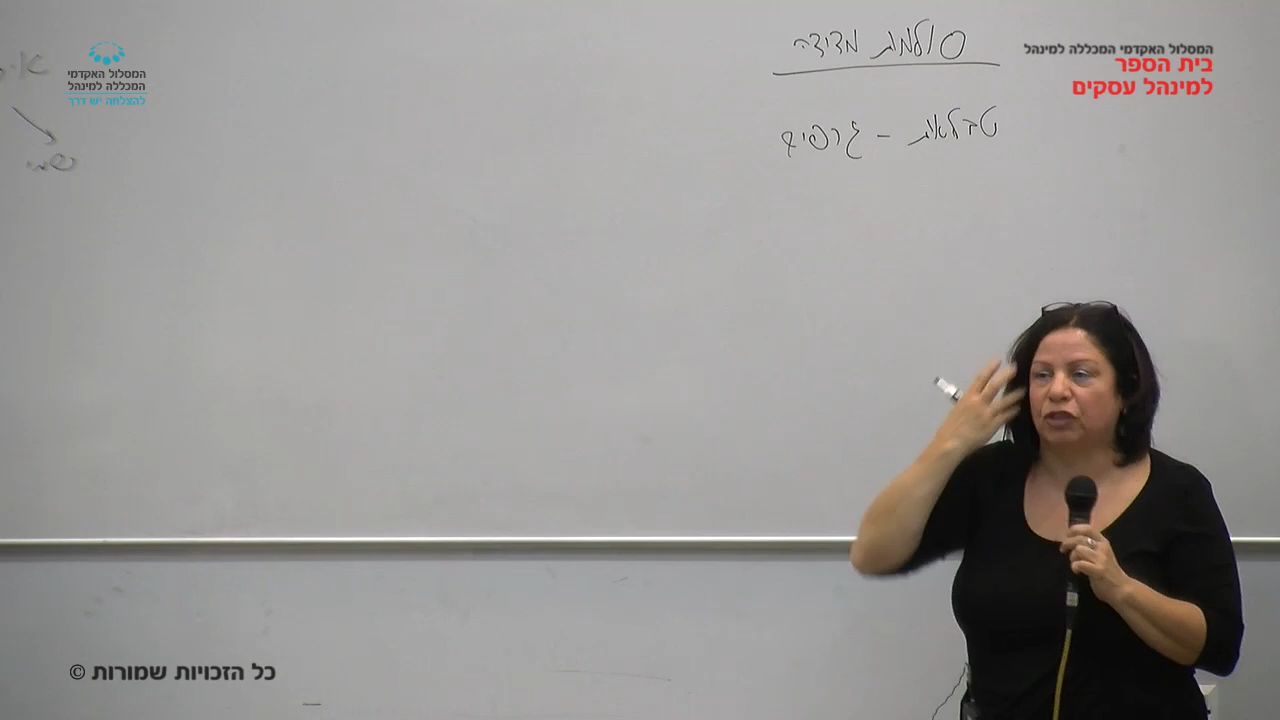 המסלול האקדמי המכללה למינהל
בית הספר
למינהל עסקים
סולמות מדידה
טבלאות - גרפים
המסלול האקדמי
המכללה למינהל
להצלחה יש דרך
כל הזכויות שמורות ©